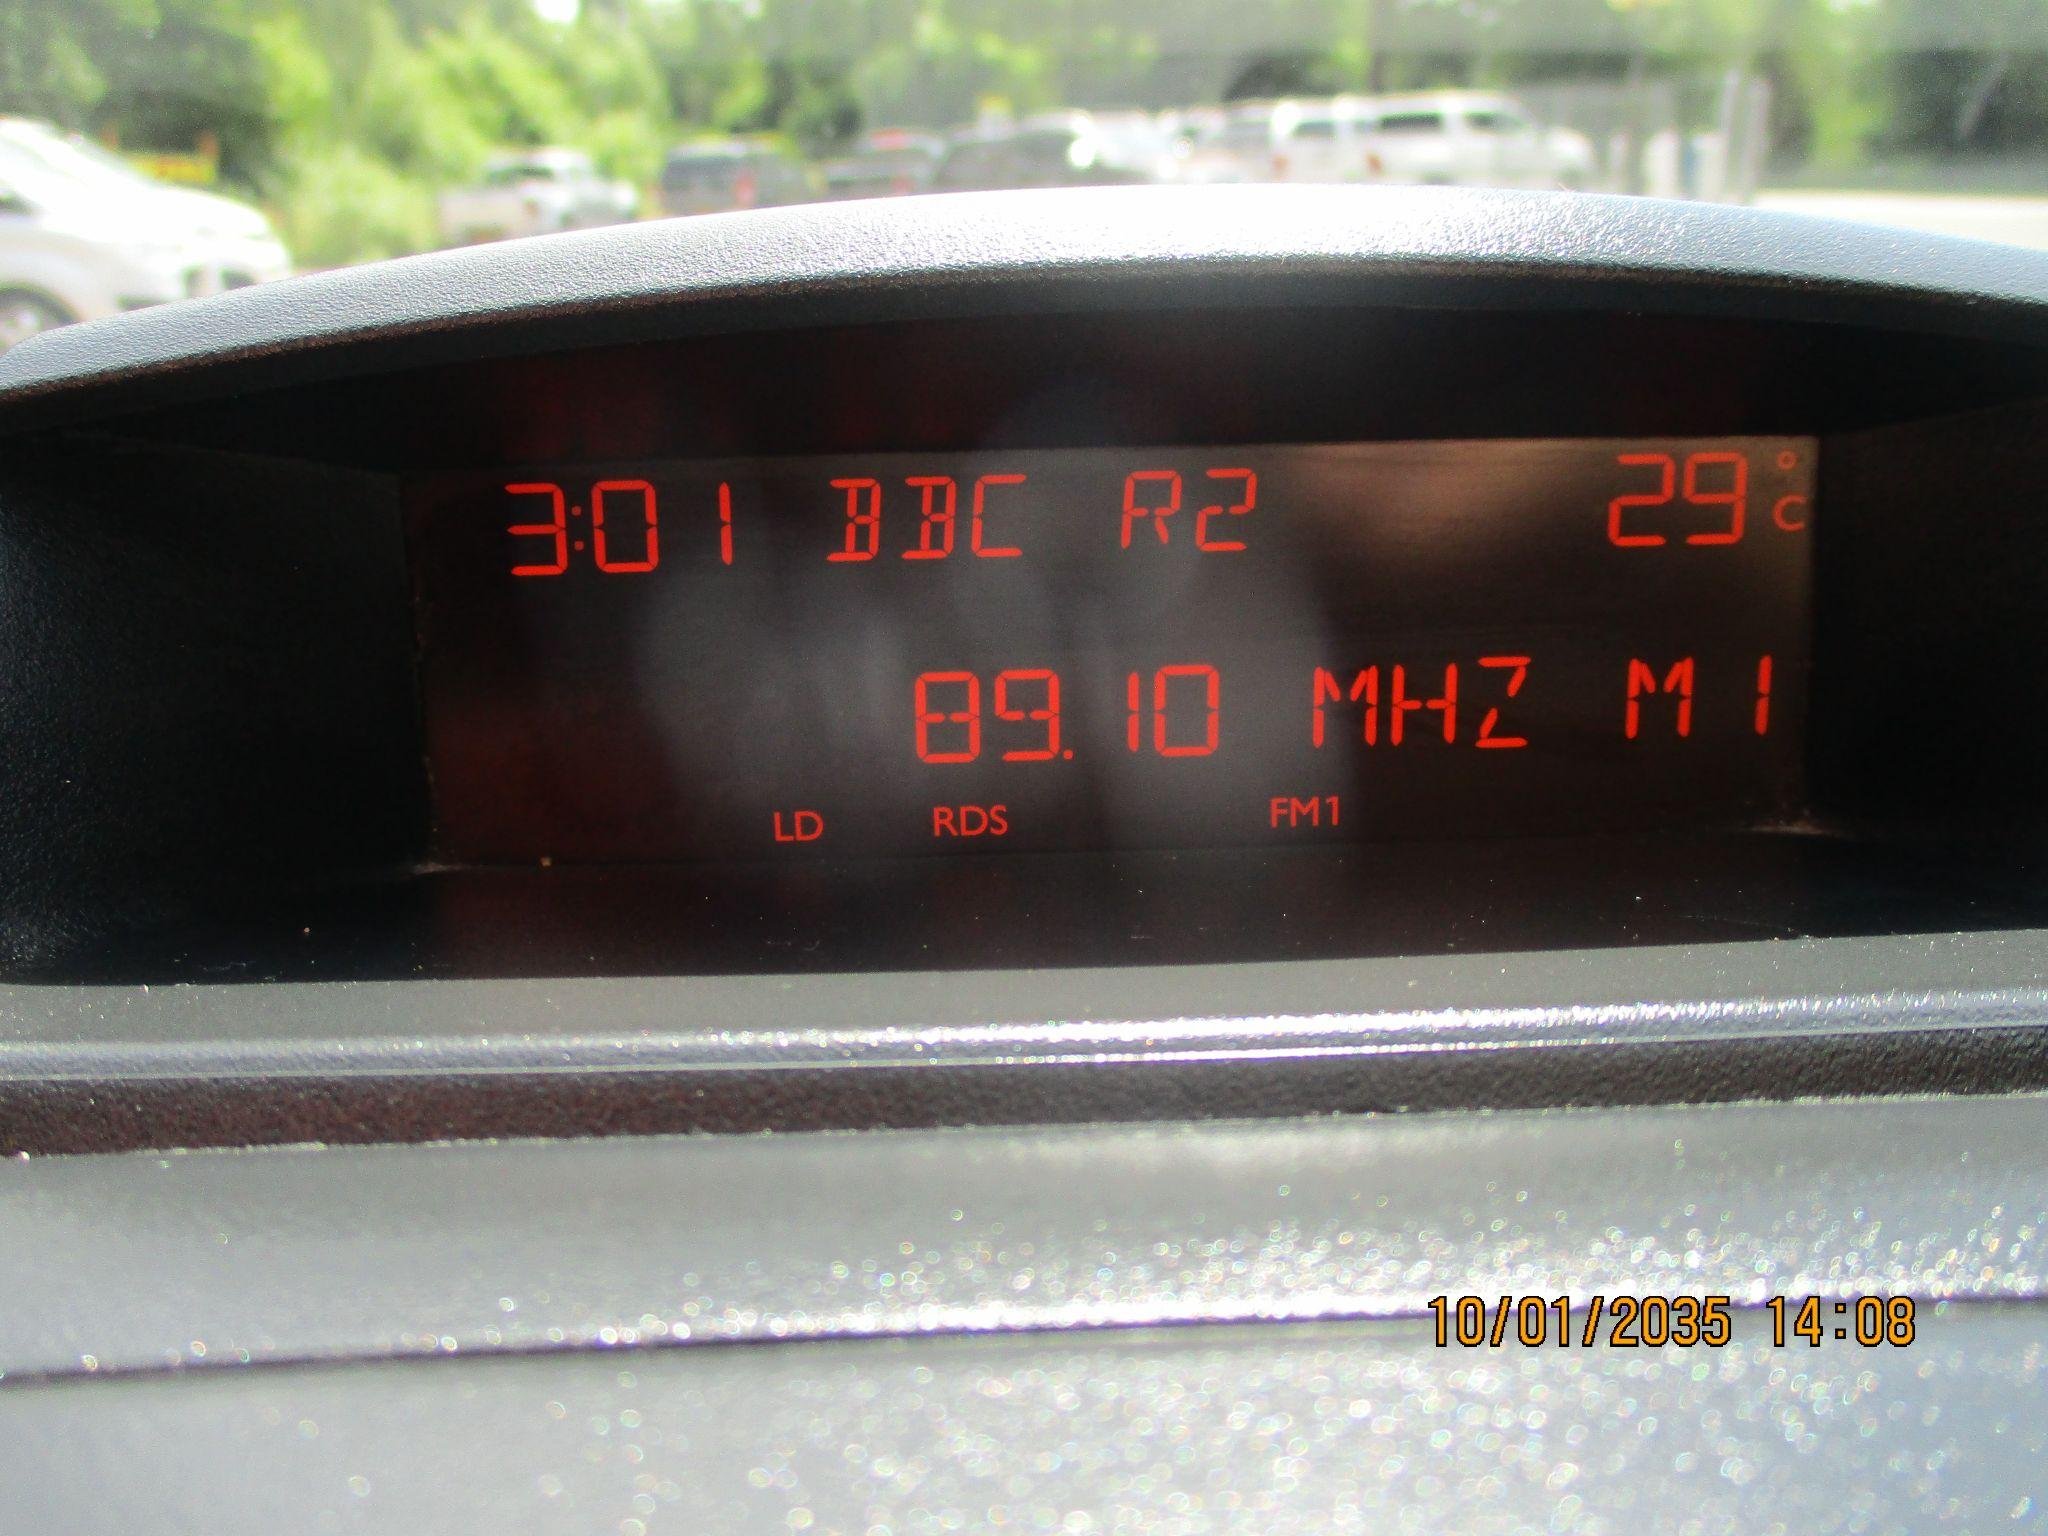 3:01 BBC R2 29°C
89.10 MHZ M1
LD RDS FM1
10/01/2035 14:08